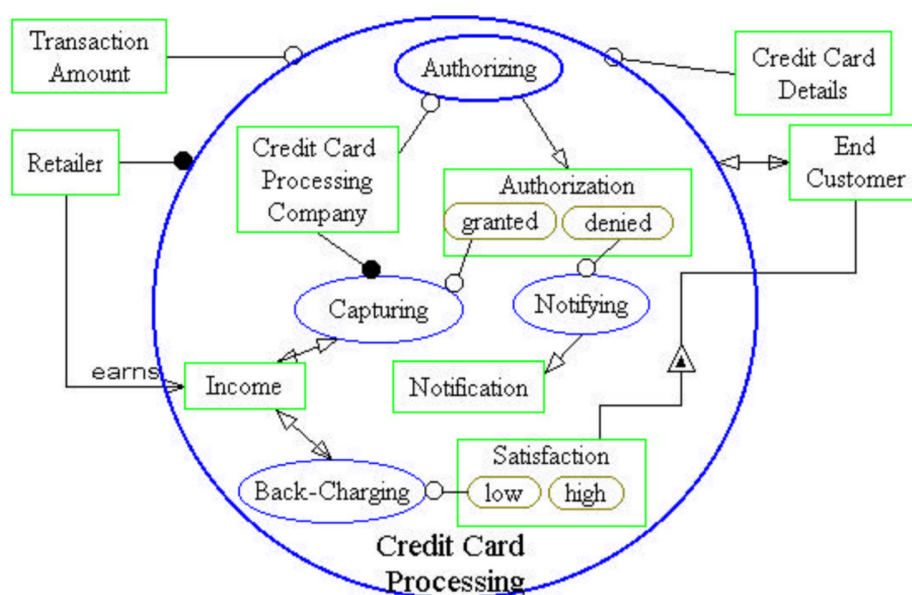 Transaction
Amount
Authorizing
Credit Card
Details
Retailer
Credit Card
Processing
Company
End
Customer
Authorization
granted
denied
Capturing
Notifying
earns
Income
Notification
Satisfaction
low
high
Back-Charging
Credit Card
Processing